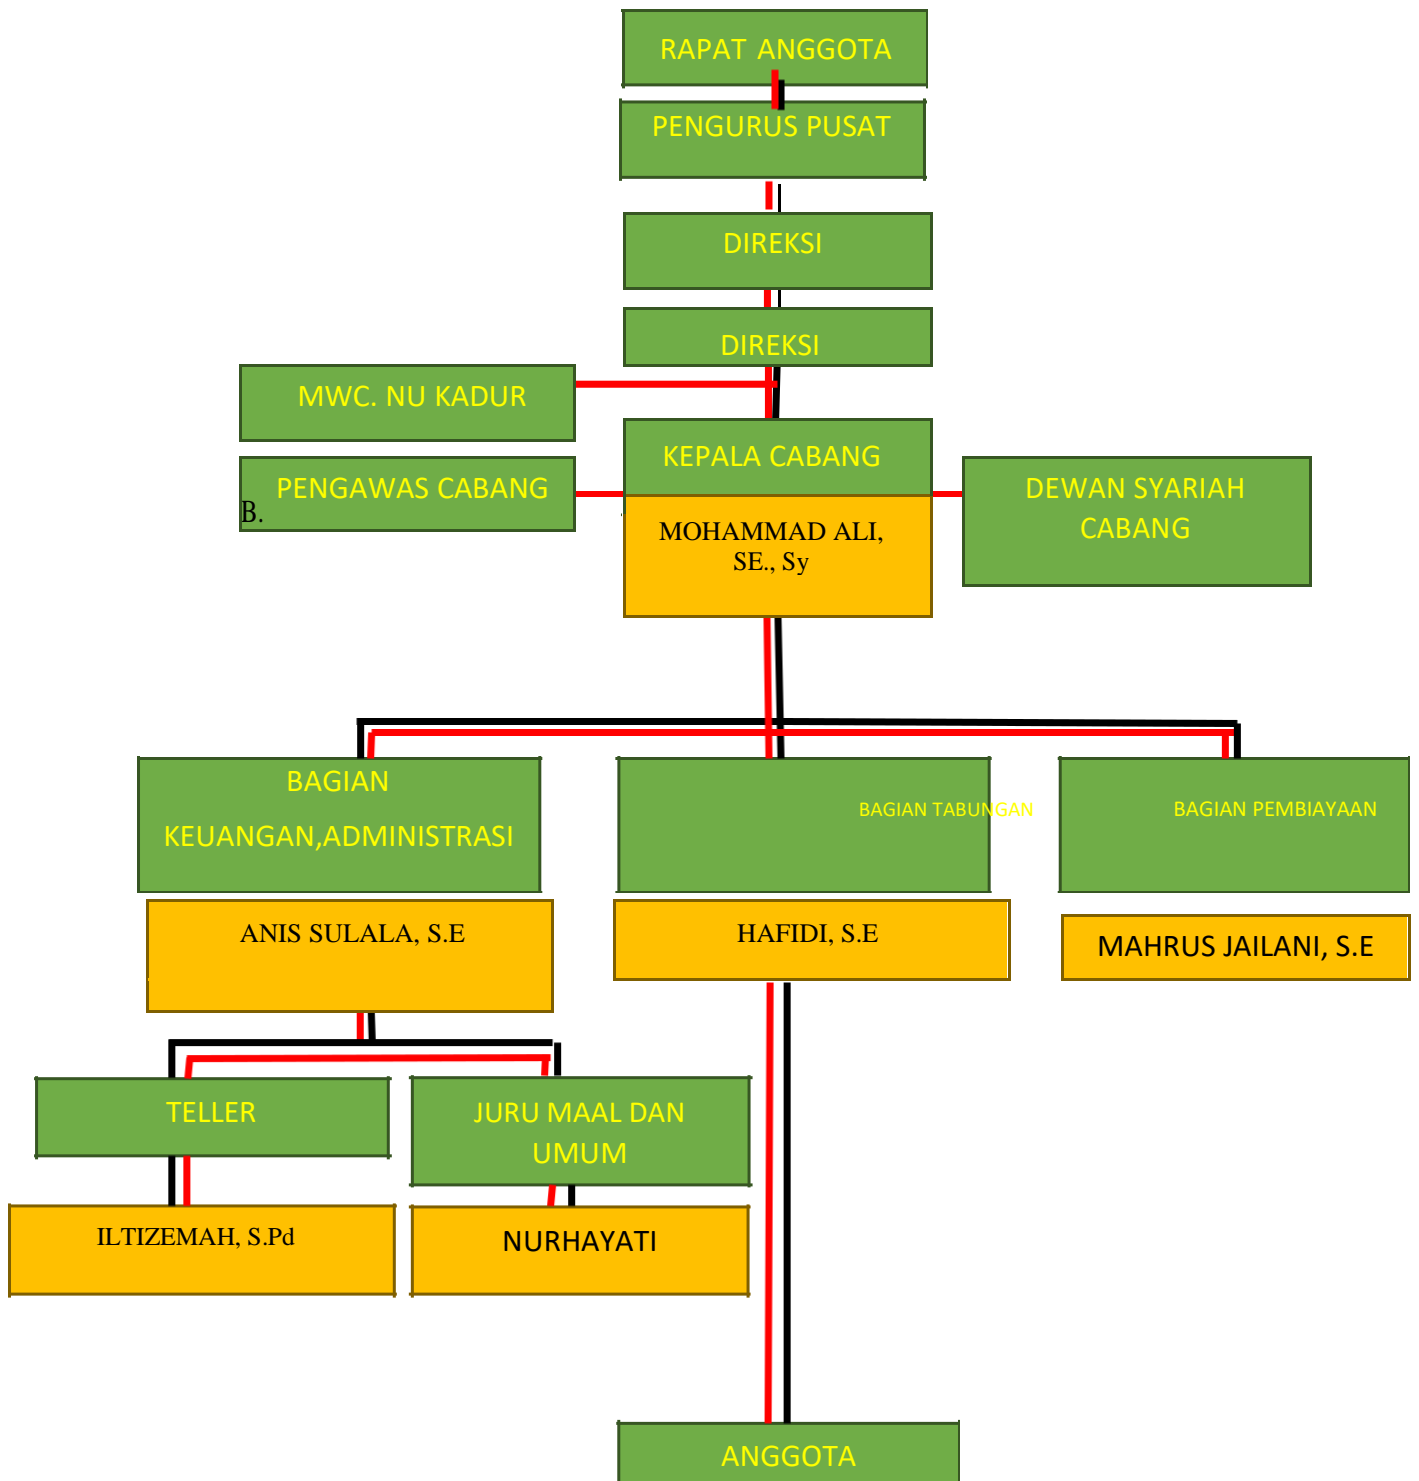 RAPAT ANGGOTA
PENGURUS PUSAT
DIREKSI
DIREKSI
MWC. NU KADUR
KEPALA CABANG
PENGAWAS CABANG
B.
DEWAN SYARIAH
CABANG
MOHAMMAD ALI,
SE., Sy
BAGIAN
KEUANGAN,ADMINISTRASI
BAGIAN TABUNGAN
BAGIAN PEMBIAYAAN
ANIS SULALA, S.E
HAFIDI, S.E
MAHRUS JAILANI, S.E
TELLER
JURU MAAL DAN
UMUM
ILTIZEMAH, S.Pd
NURHAYATI
ANGGOTA